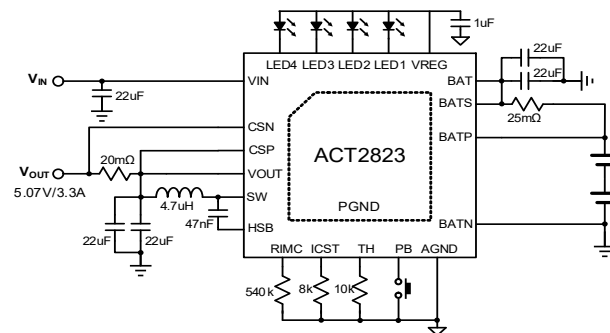 1uF
LED4 LED3 LED2 LED1 VREG
22uF
22uF
VIN
VIN
BAT
BATS
22uF
25mΩ
CSN
BATP
CSP
ACT2823
VOUT
20mΩ
VOUT
5.07V/3.3A
4.7uH
SW
PGND
47nF
BATN
22uF
22uF
HSB
RIMC ICST TH PB AGND
540k
8k
10k